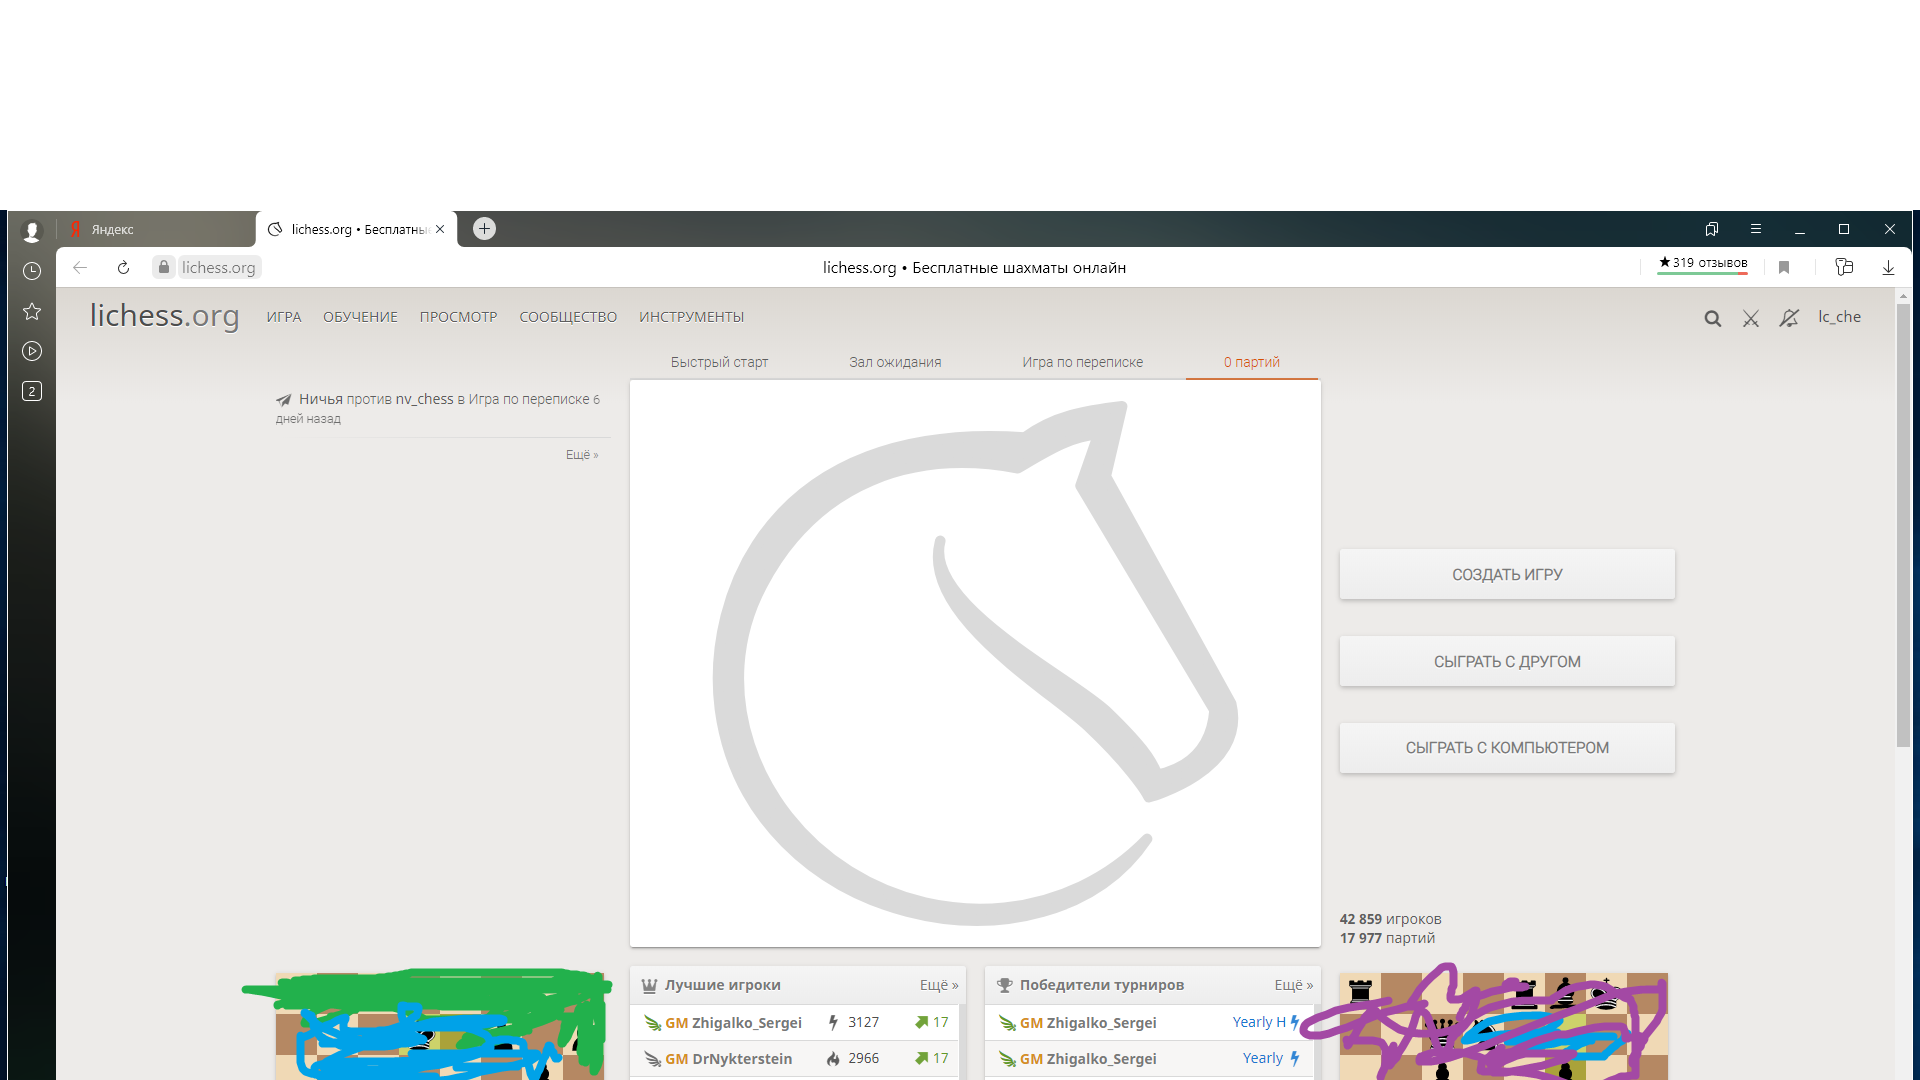 Яндекс
lichess.org • Бесплатны
lichess.org
lichess.org • Бесплатные шахматы онлайн
★319 отзывов
lichess.org
ИГРА
ОБУЧЕНИЕ
ПРОСМОТР
СООБЩЕСТВО
ИНСТРУМЕНТЫ
lc_che
2
Быстрый старт
Зал ожидания
Игра по переписке
0 партий
Ничья против nv_chess в Игра по переписке 6
дней назад
Ещё »
СОЗДАТЬ ИГРУ
СЫГРАТЬ С ДРУГОМ
СЫГРАТЬ С КОМПЬЮТЕРОМ
42 859 игроков
17 977 партий
Лучшие игроки
Ещё »
GM Zhigalko_Sergei 3127 17
GM DrNykterstein 2966 17
Победители турниров
Ещё »
GM Zhigalko_Sergei Yearly H
GM Zhigalko_Sergei Yearly